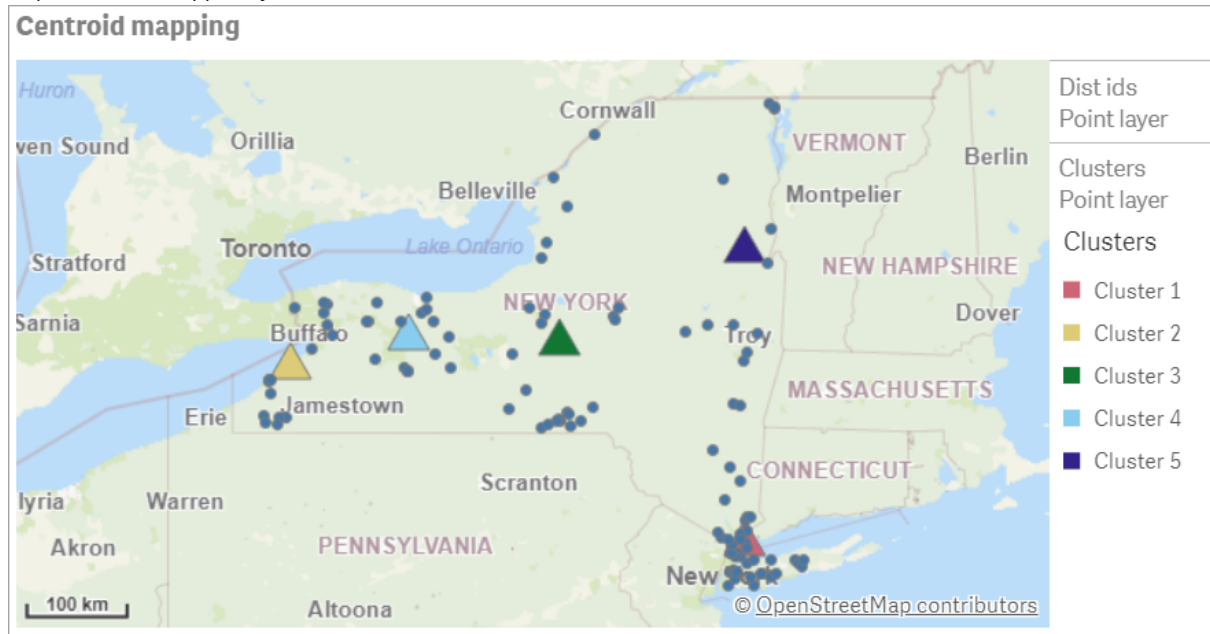 Centroid mapping
Huron
Cornwall
Dist ids
Point layer
ven Sound
Orillia
VERMONT
Berlin
Clusters
Point layer
Belleville
Montpelier
Toronto
Lake Ontario
Clusters
Stratford
NEW HAMPSHIRE
Cluster 1
NEW YORK
Sarnia
Buffalo
Troy
Dover
Cluster 2
Cluster 3
MASSACHUSETTS
Erie
Jamestown
Cluster 4
CONNECTICUT
Cluster 5
lyria
Warren
Scranton
Akron
PENNSYLVANIA
New York
100 km
Altoona
© OpenStreetMap contributors